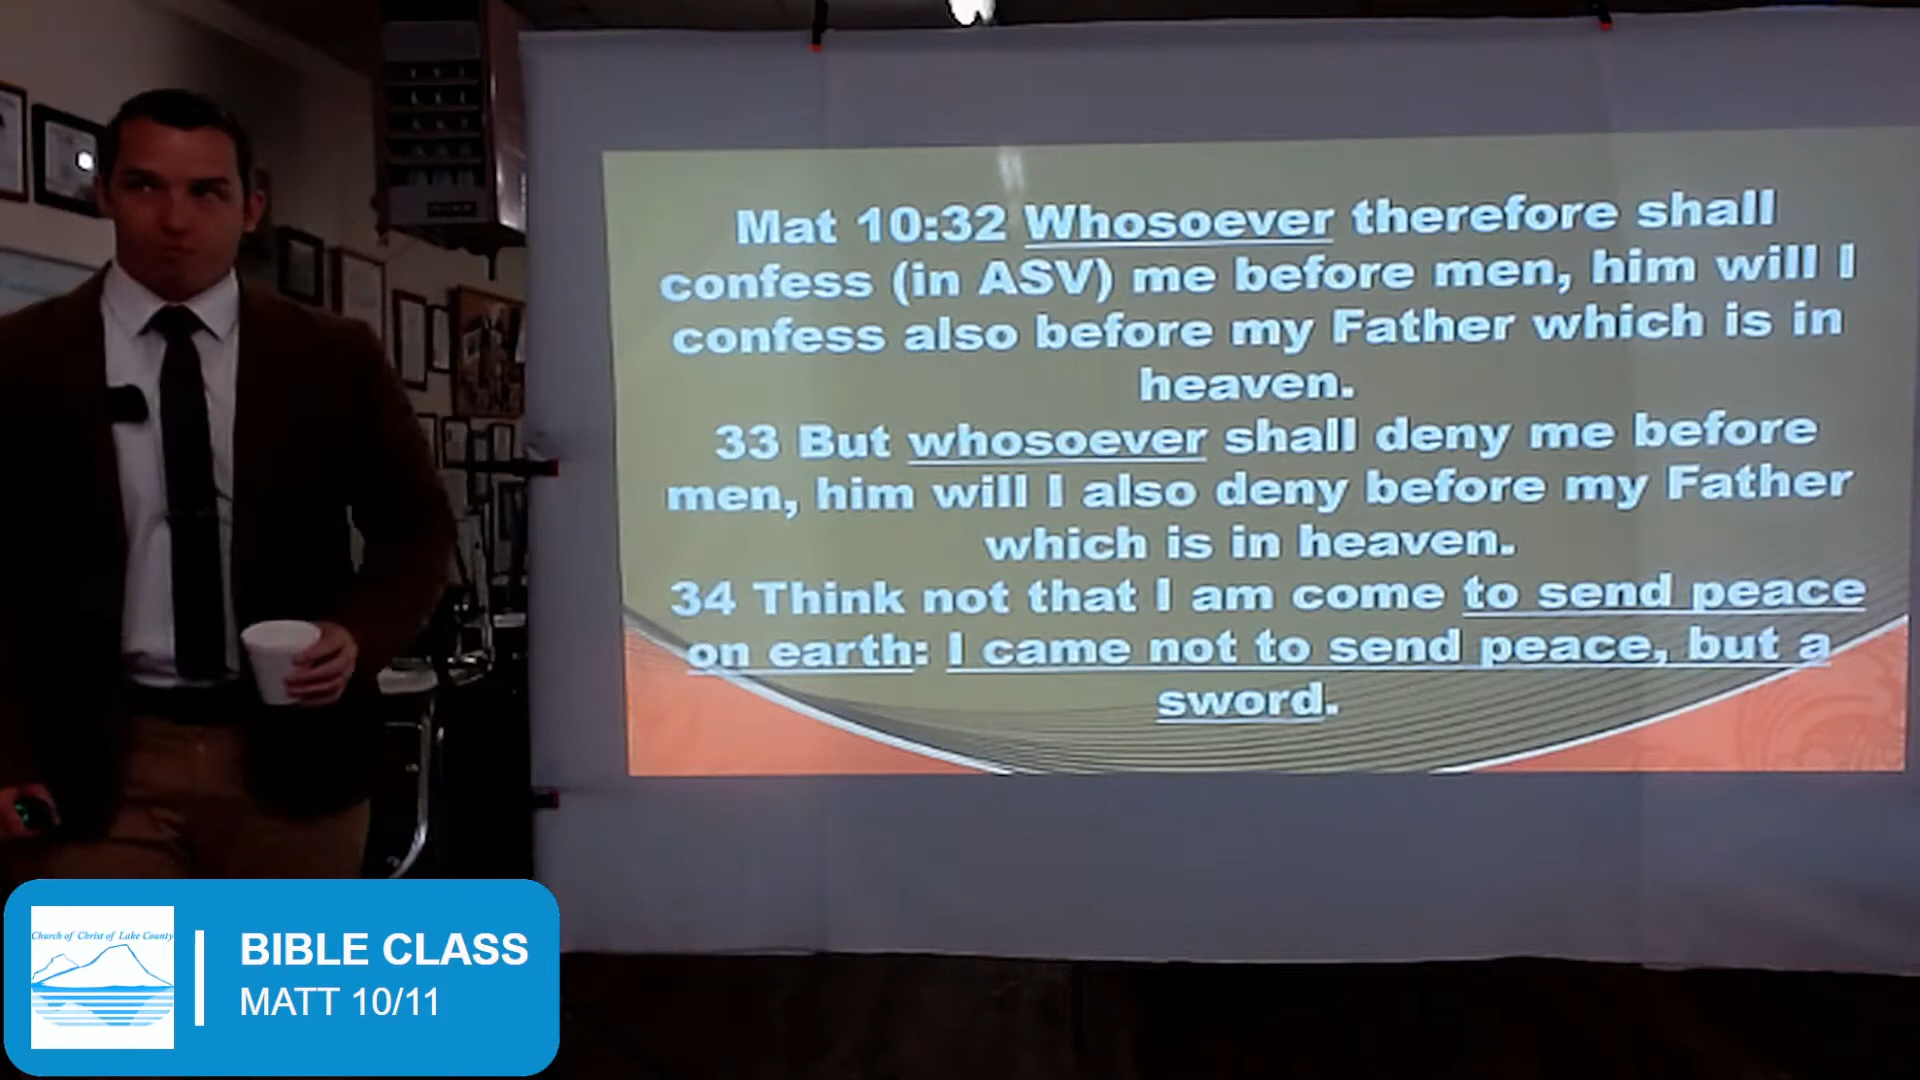 Mat 10:32 Whosoever therefore shall
confess (in ASV) me before men, him will I
confess also before my Father which is in
heaven.
33 But whosoever shall deny me before
men, him will I also deny before my Father
which is in heaven.
34 Think not that I am come to send peace
on earth: I came not to send peace, but a
sword.
Church of Christ of Lake County
BIBLE CLASS
MATT 10/11